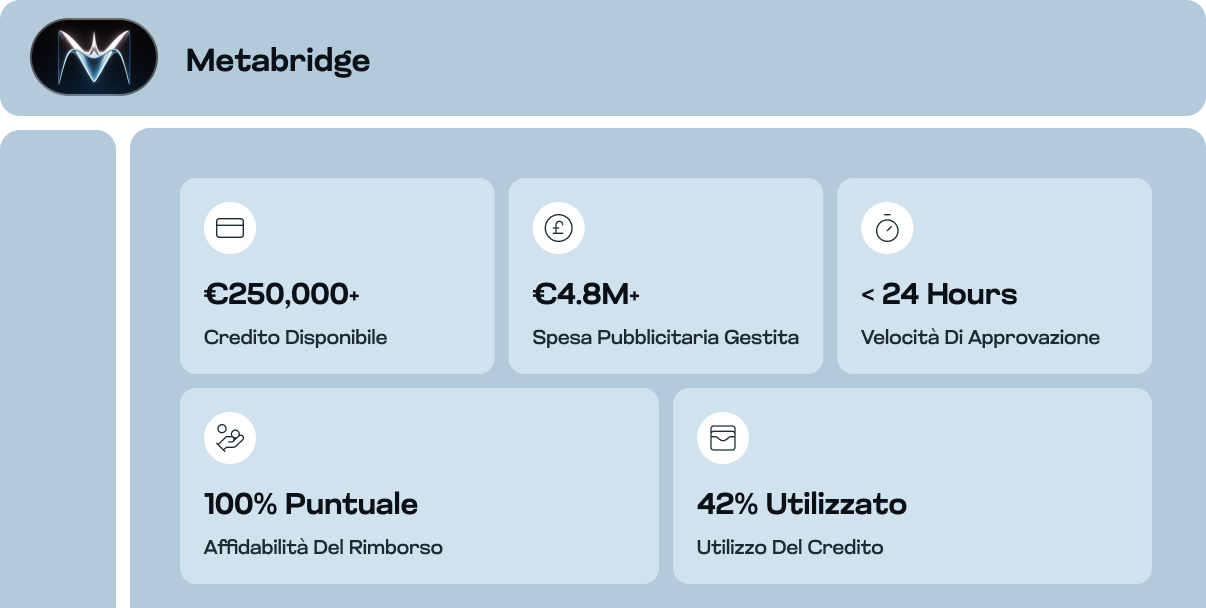 Metabridge
€250,000+
Credito Disponibile
€4.8M+
Spesa Pubblicitaria Gestita
< 24 Hours
Velocità Di Approvazione
100% Puntuale
Affidabilità Del Rimborso
42% Utilizzato
Utilizzo Del Credito